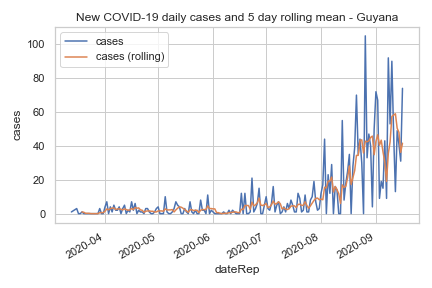 New COVID-19 daily cases and 5 day rolling mean - Guyana
cases
cases (rolling)
100
80
60
40
20
0
cases
2020-04
2020-05
2020-06
2020-07
2020-08
2020-09
dateRep